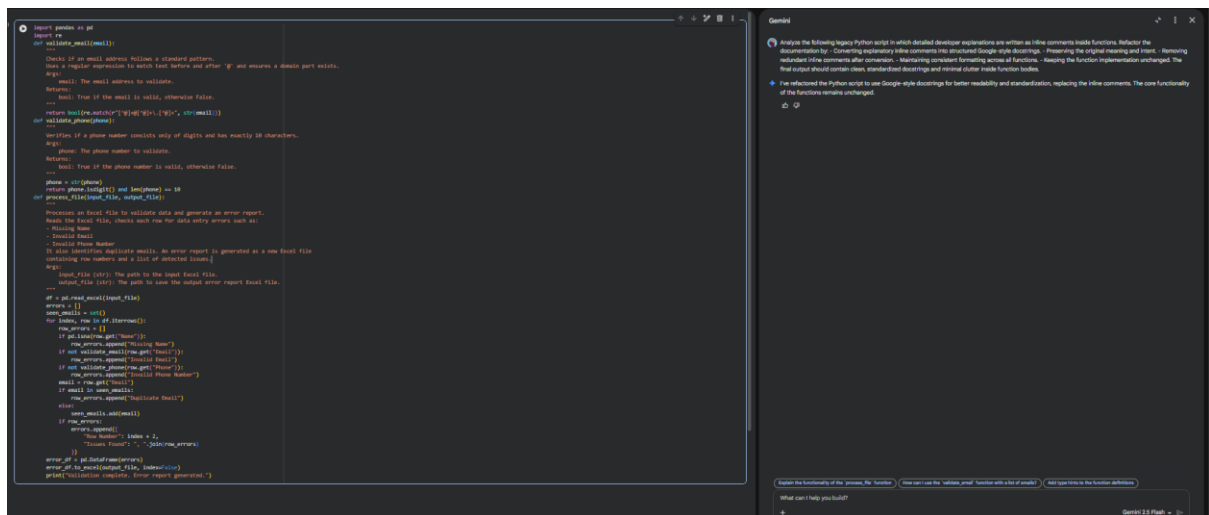 import pandas as pd
import re
def validate_email(email):
"""
Checks if an email address follows a standard pattern.
Uses a regular expression to match text before and after '@' and ensures a domain part exists.
Args:
email: The email address to validate.
Returns:
bool: True if the email is valid, otherwise False.
"""
return bool(re.match(r"[^@]+@[^@]+\.[^@]+", str(email)))
def validate_phone(phone):
"""
Verifies if a phone number consists only of digits and has exactly 10 characters.
Args:
phone: The phone number to validate.
Returns:
bool: True if the phone number is valid, otherwise False.
"""
phone = str(phone)
return phone.isdigit() and len(phone) == 10
def process_file(input_file, output_file):
"""
Processes an Excel file to validate data and generate an error report.
Reads the Excel file, checks each row for data entry errors such as:
- Missing Name
- Invalid Email
- Invalid Phone Number
It also identifies duplicate emails. An error report is generated as a new Excel file
containing row numbers and a list of detected issues.
Args:
input_file (str): The path to the input Excel file.
output_file (str): The path to save the output error report Excel file.
"""
df = pd.read_excel(input_file)
errors = []
seen_emails = set()
for index, row in df.iterrows():
row_errors = []
if pd.isna(row.get("Name")):
row_errors.append("Missing Name")
if not validate_email(row.get("Email")):
row_errors.append("Invalid Email")
if not validate_phone(row.get("Phone")):
row_errors.append("Invalid Phone Number")
email = row.get("Email")
if email in seen_emails:
row_errors.append("Duplicate Email")
else:
seen_emails.add(email)
if row_errors:
errors.append({
"Row Number": index + 2,
"Issues Found": ", ".join(row_errors)
})
error_df = pd.DataFrame(errors)
error_df.to_excel(output_file, index=False)
print("Validation complete. Error report generated.")
Gemini
Analyze the following legacy Python script in which detailed developer explanations are written as inline comments inside functions. Refactor the
documentation by: - Converting explanatory inline comments into structured Google-style docstrings. - Preserving the original meaning and intent. - Removing
redundant inline comments after conversion. - Maintaining consistent formatting across all functions. - Keeping the function implementation unchanged. The
final output should contain clean, standardized docstrings and minimal clutter inside function bodies.
I've refactored the Python script to use Google-style docstrings for better readability and standardization, replacing the inline comments. The core functionality
of the functions remains unchanged.
Explain the functionality of the `process_file` function
How can I use the `validate_email` function with a list of emails?
Add type hints to the function definitions
What can I help you build?
Gemini 2.5 Flash